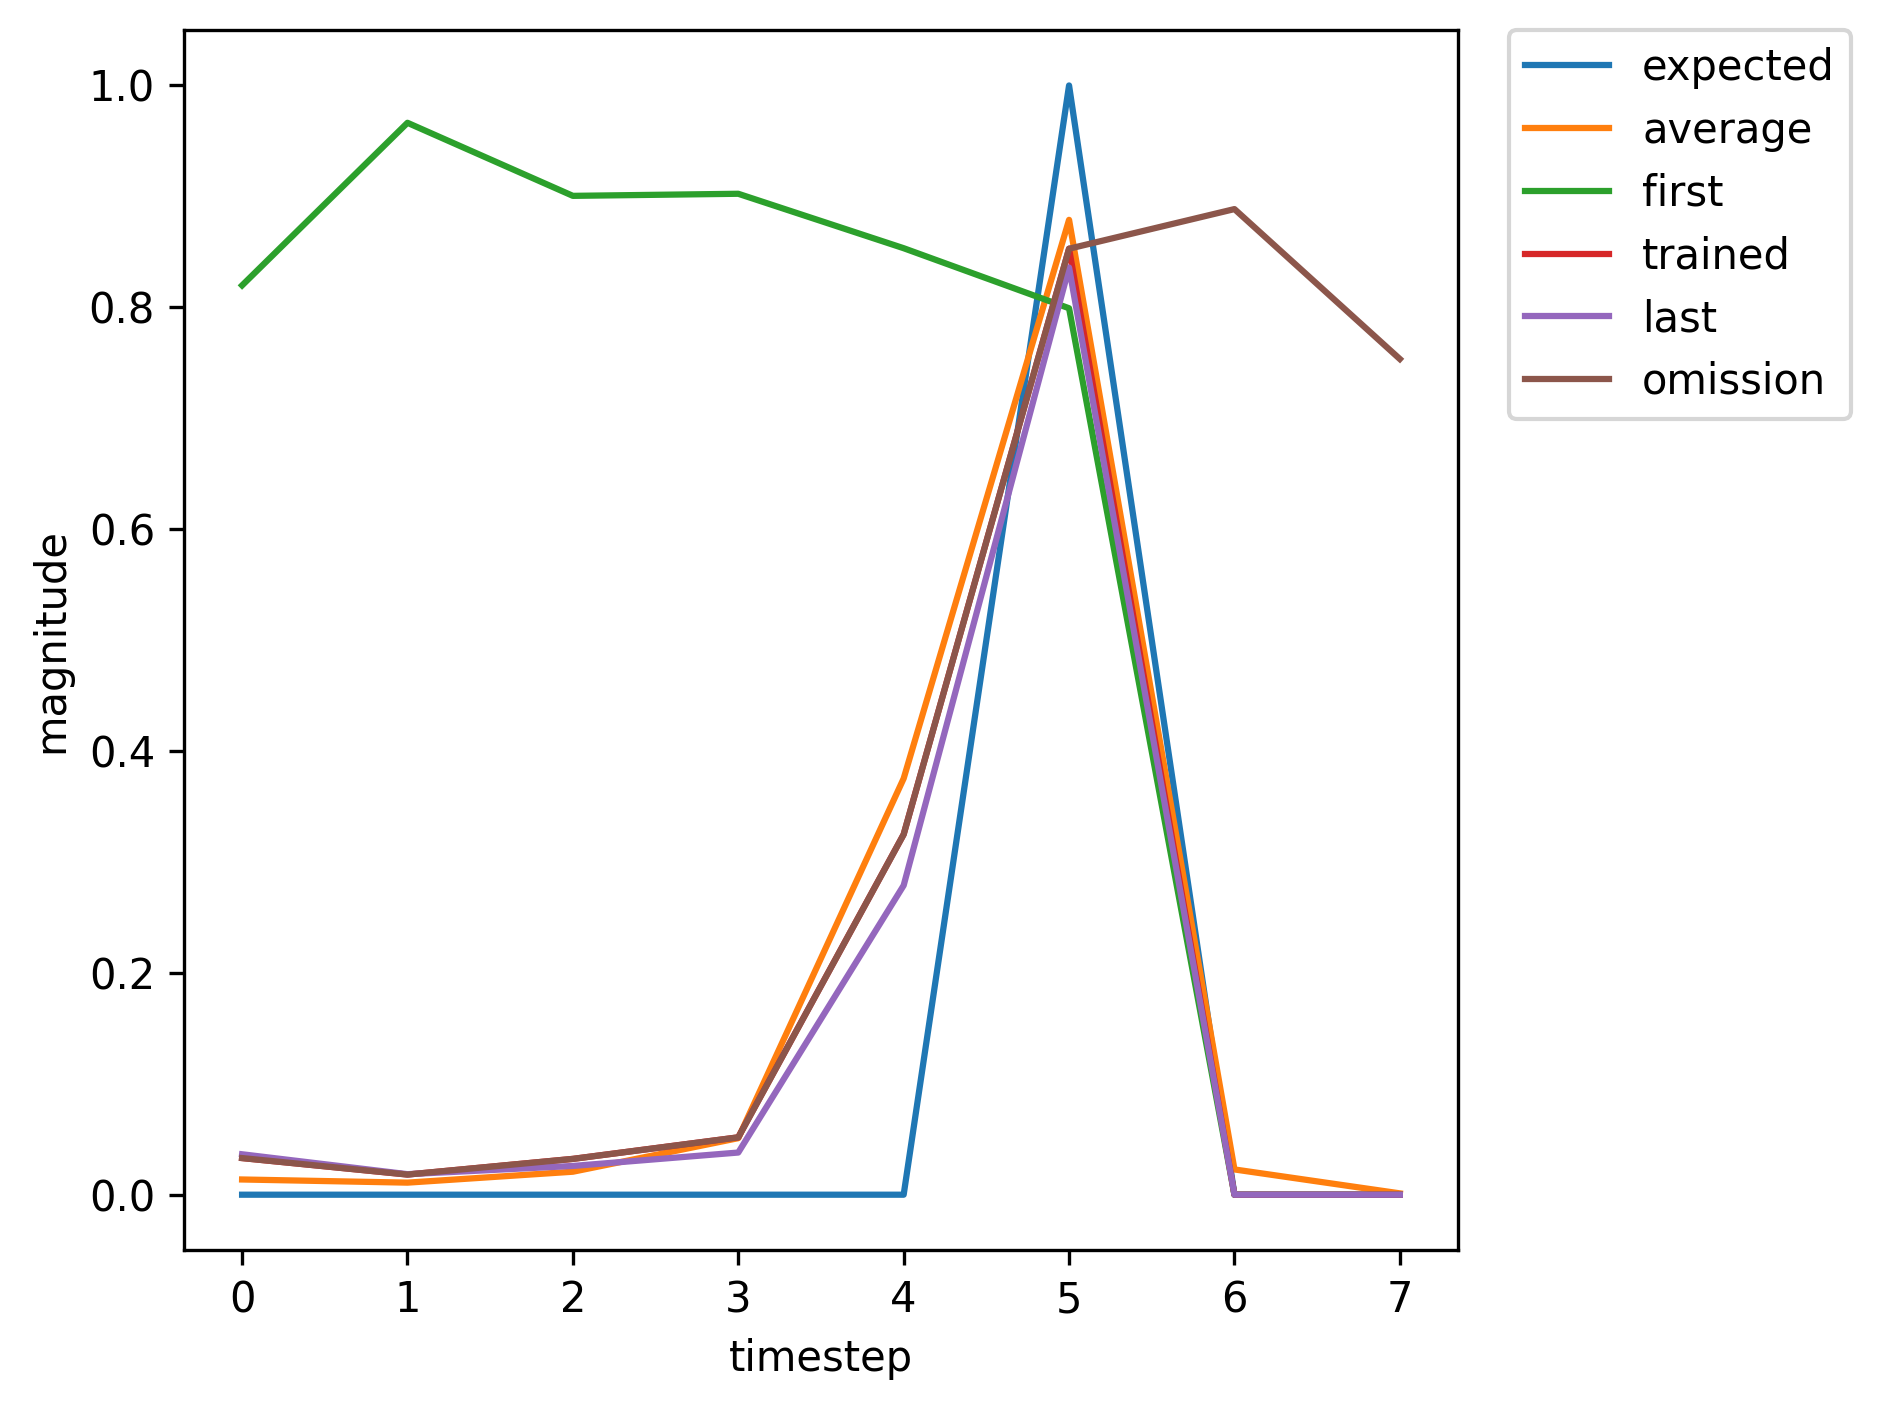 expected
average
first
trained
last
omission
magnitude
1.0
0.8
0.6
0.4
0.2
0.0
0 1 2 3 4 5 6 7
timestep